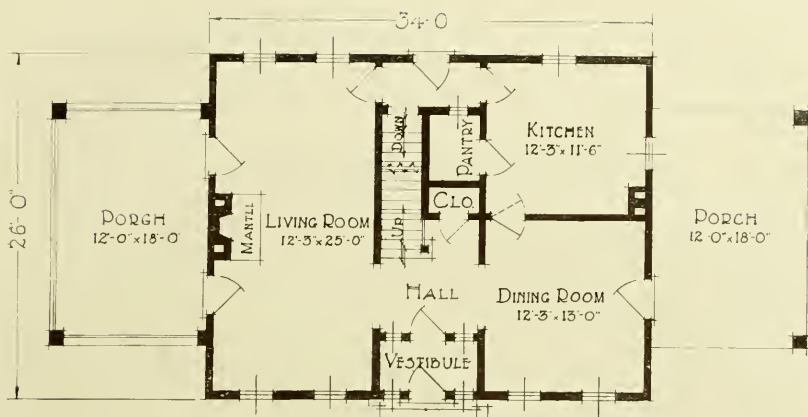 34-0
26'-0"
PORCH
12'-0"x18'-0
MANTEL
LIVING ROOM
12'-3"x25'-0"
DOWN
UP
PANTRY
CLO.
KITCHEN
12'-3"x11'-6"
HALL
VESTIBULE
DINING ROOM
12'-3"x13'-0"
PORCH
12-0"x18'-0"